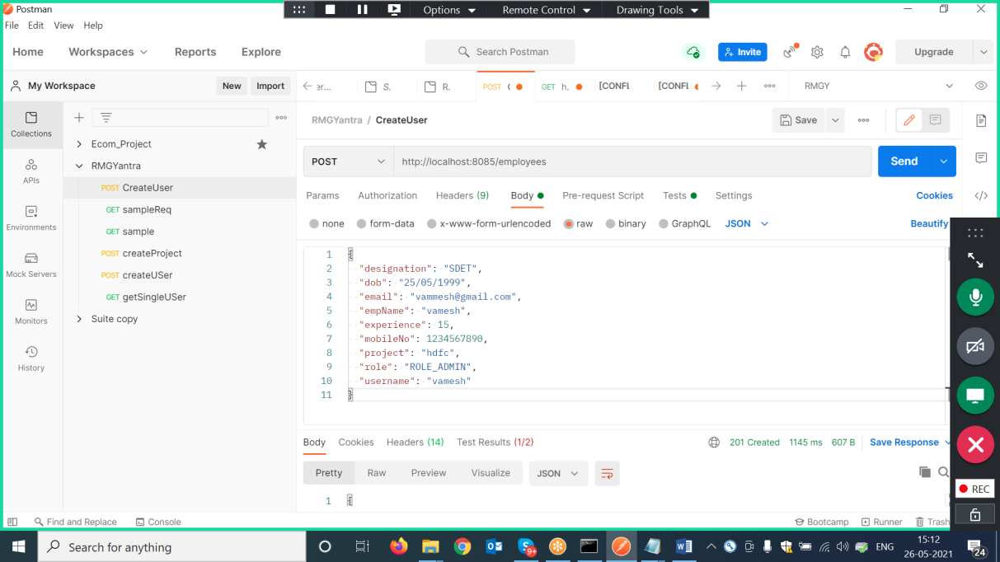 Postman
Options
Remote Control
Drawing Tools
File Edit View Help
Home Workspaces Reports Explore
Search Postman
Invite
Upgrade
My Workspace
New Import
er...
S.
R.
POST
GET h.
[CONFL
[CONFL
RMGY
Collections
APIs
Environments
Mock Servers
Monitors
History
Ecom_Project
RMGYantra
POST CreateUser
GET sampleReq
GET sample
POST createProject
POST createUSer
GET getSingleUSer
Suite copy
RMGYantra / CreateUser
Save
POST
http://localhost:8085/employees
Send
Params Authorization Headers (9) Body Pre-request Script Tests Settings
Cookies
none form-data x-www-form-urlencoded raw binary GraphQL JSON
Beautify
1 {
2 "designation": "SDET",
3 "dob": "25/05/1999",
4 "email": "vammesh@gmail.com",
5 "empName": "vamesh",
6 "experience": 15,
7 "mobileNo": 1234567890,
8 "project": "hdfc",
9 "role": "ROLE_ADMIN",
10 "username": "vamesh"
11 }
Body Cookies Headers (14) Test Results (1/2)
201 Created 1145 ms 607 B Save Response
Pretty Raw Preview Visualize JSON
1 {
REC
Find and Replace Console
Bootcamp Runner Trash
Search for anything
9+
ENG
15:12
26-05-2021
24